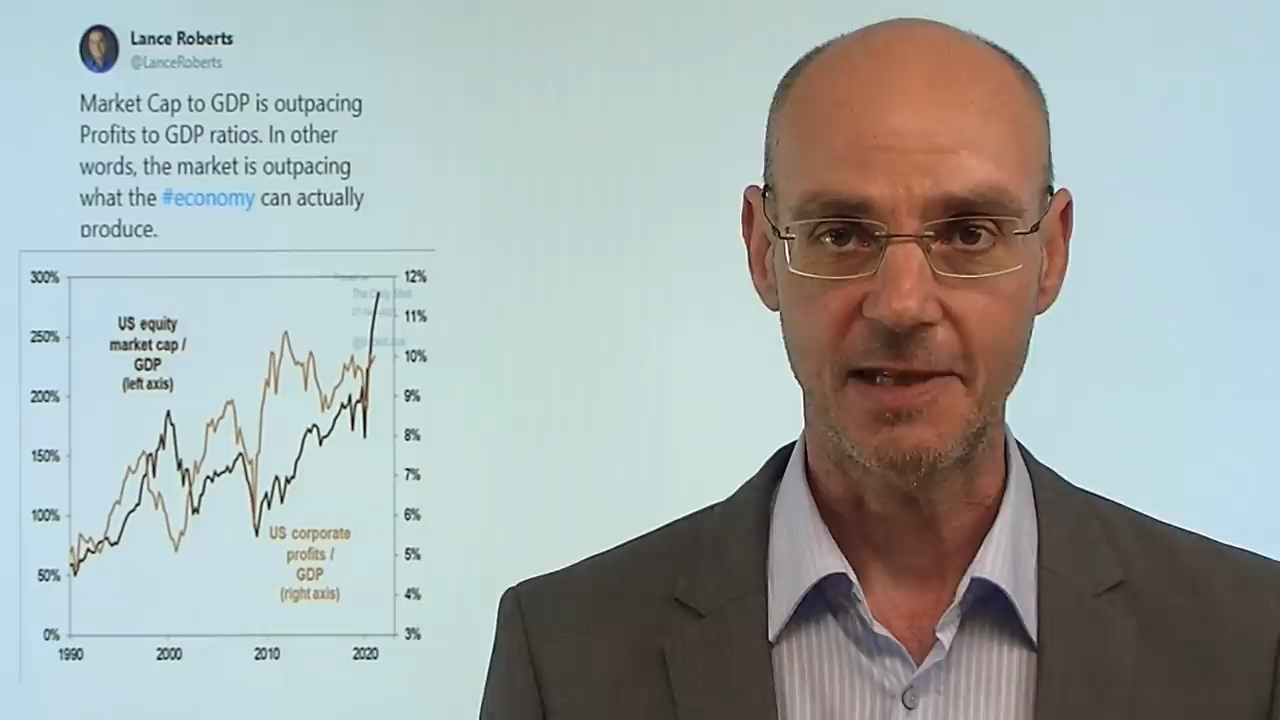 Lance Roberts
@LanceRoberts
Market Cap to GDP is outpacing
Profits to GDP ratios. In other
words, the market is outpacing
what the #economy can actually
produce.
300%
250%
200%
150%
100%
50%
0%
12%
11%
10%
9%
8%
7%
6%
5%
4%
3%
1990
2000
2010
2020
US equity
market cap /
GDP
(left axis)
US corporate
profits /
GDP
(right axis)
The Daily Shot